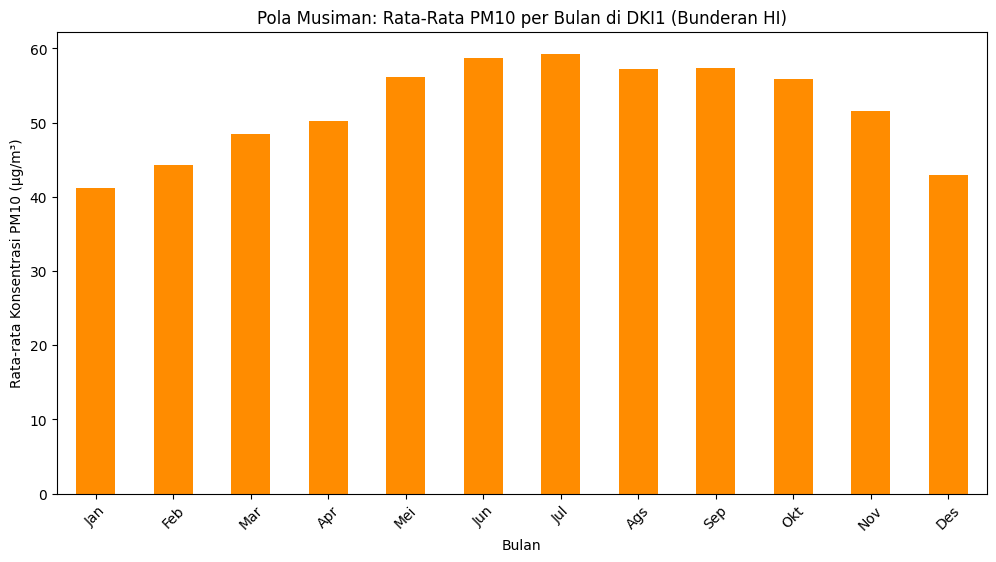 Pola Musiman: Rata-Rata PM10 per Bulan di DKI1 (Bunderan HI)
Rata-rata Konsentrasi PM10 (µg/m³)
60
50
40
30
20
10
0
Jan Feb Mar Apr Mei Jun Jul Ags Sep Okt Nov Des
Bulan